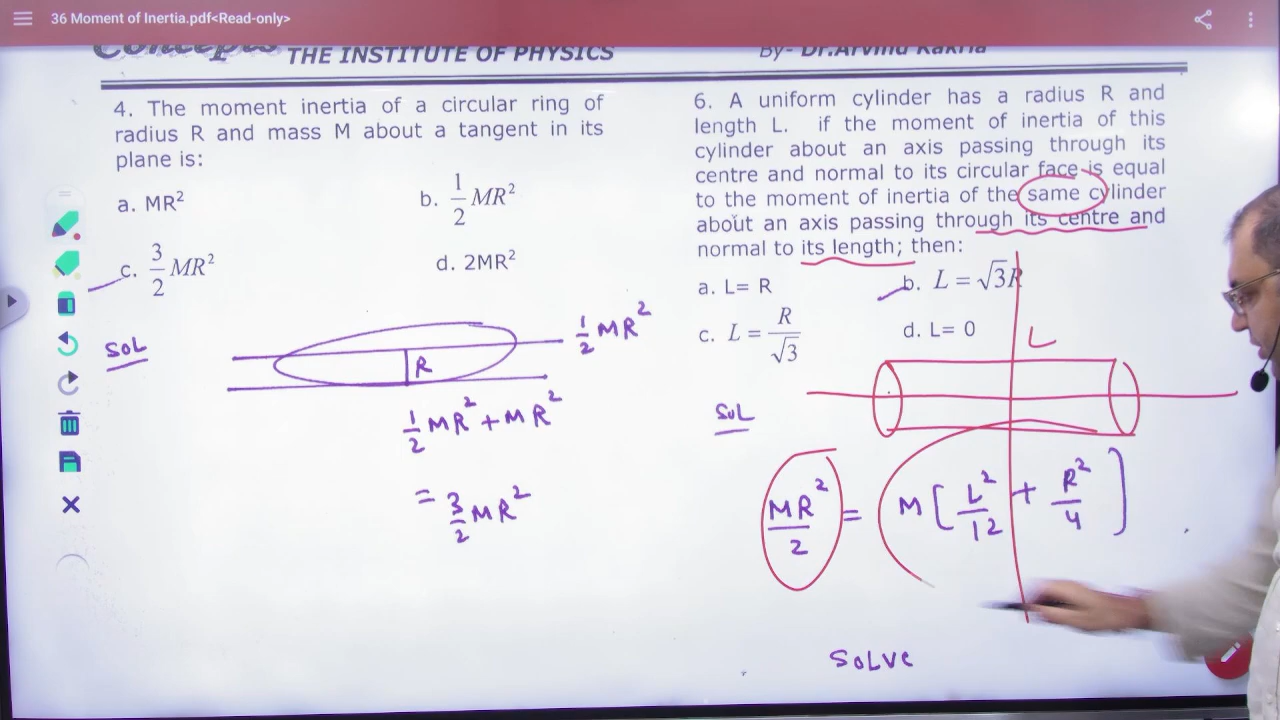 36 Moment of Inertia.pdf<Read-only>
Concepts THE INSTITUTE OF PHYSICS By- Dr.Arvind Kakria
4. The moment inertia of a circular ring of
radius R and mass M about a tangent in its
plane is:
a. MR²
b. 1/2 MR²
c. 3/2 MR²
d. 2MR²
SOL
1/2 MR²
R
1/2 MR² + MR²
= 3/2 MR²
6. A uniform cylinder has a radius R and
length L. if the moment of inertia of this
cylinder about an axis passing through its
centre and normal to its circular face is equal
to the moment of inertia of the same cylinder
about an axis passing through its centre and
normal to its length; then:
a. L= R
b. L = √3R
c. L = R/√3
d. L= 0
L
SOL
MR²/2 = M [ L²/12 + R²/4 ]
SOLVE